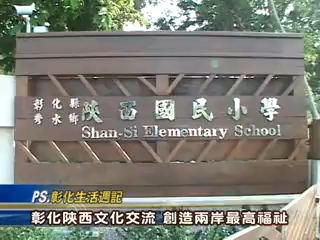 彰化縣
秀水鄉
陝西國民小學
Shan-Si Elementary School
PS.彰化生活週記
彰化陝西文化交流 創造兩岸最高福祉